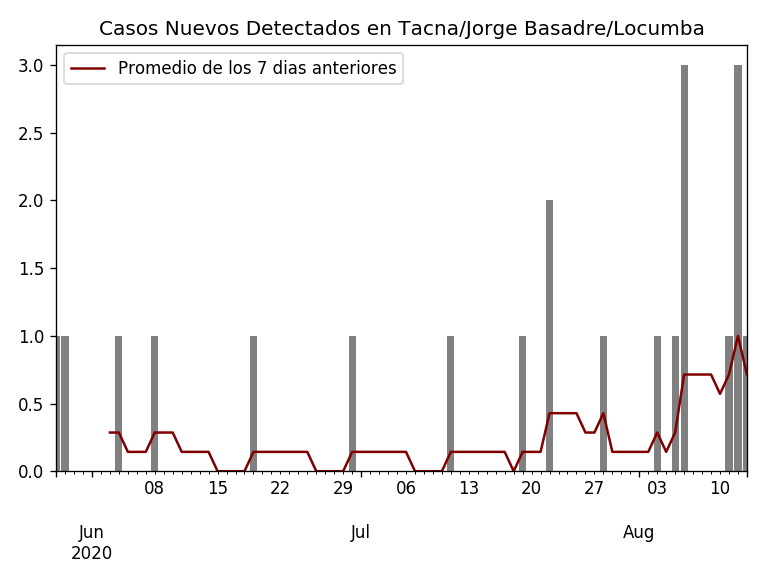 Casos Nuevos Detectados en Tacna/Jorge Basadre/Locumba
Promedio de los 7 dias anteriores
3.0
2.5
2.0
1.5
1.0
0.5
0.0
08 15 22 29 06 13 20 27 03 10
Jun Jul Aug
2020